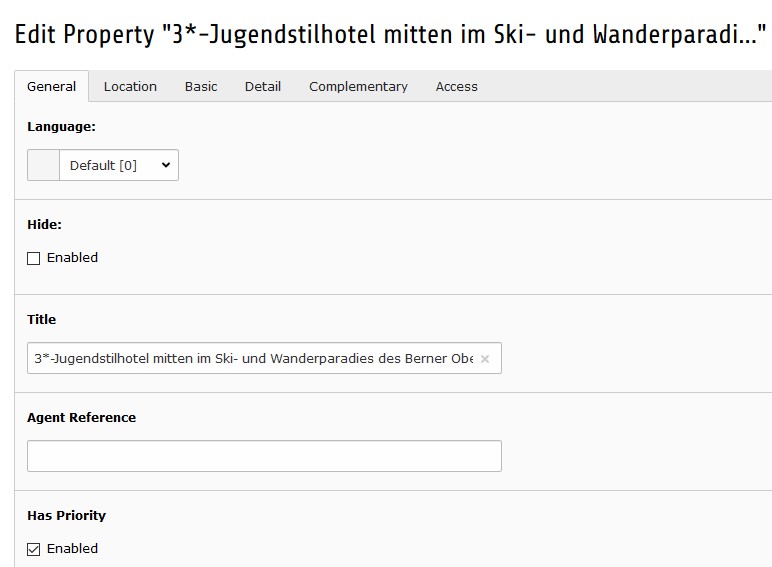 Edit Property "3*-Jugendstilhotel mitten im Ski- und Wanderparadi..."
General Location Basic Detail Complementary Access
Language:
Default [0]
Hide:
Enabled
Title
3*-Jugendstilhotel mitten im Ski- und Wanderparadies des Berner Obe
Agent Reference
Has Priority
Enabled